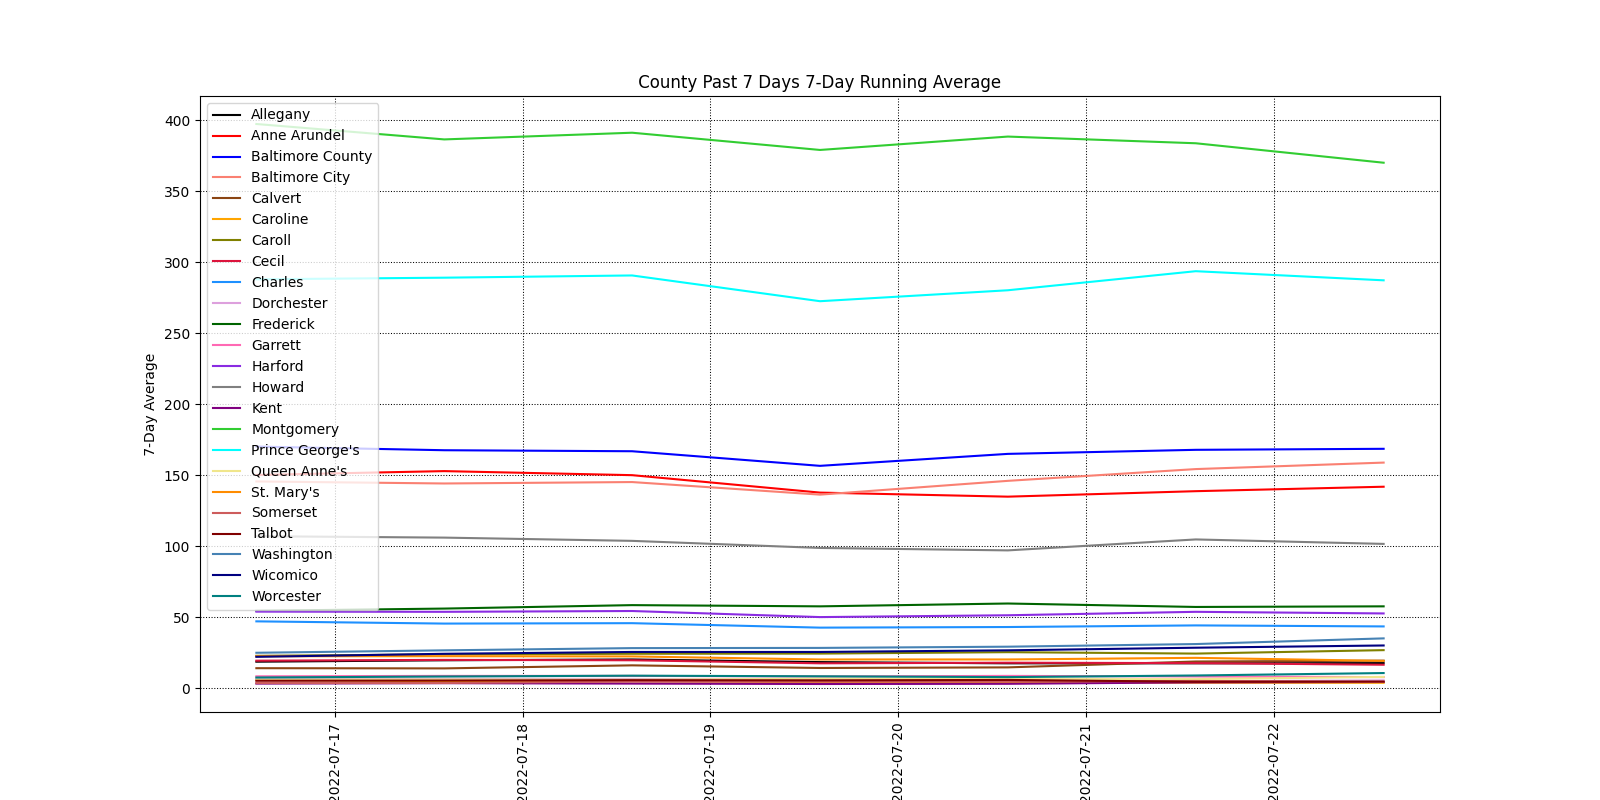 County Past 7 Days 7-Day Running Average
7-Day Average
400
350
300
250
200
150
100
50
0
Allegany
Anne Arundel
Baltimore County
Baltimore City
Calvert
Caroline
Caroll
Cecil
Charles
Dorchester
Frederick
Garrett
Harford
Howard
Kent
Montgomery
Prince George's
Queen Anne's
St. Mary's
Somerset
Talbot
Washington
Wicomico
Worcester
2022-07-17
2022-07-18
2022-07-19
2022-07-20
2022-07-21
2022-07-22